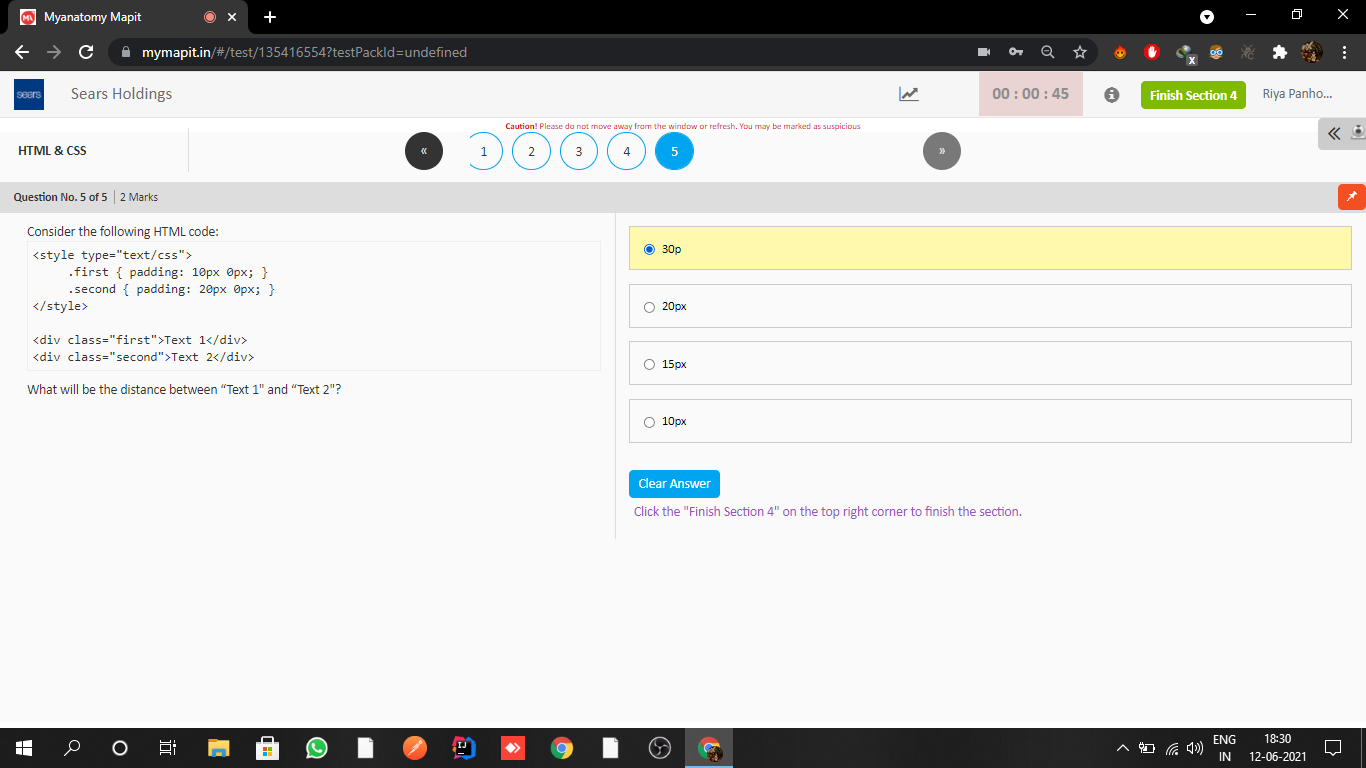 Myanatomy Mapit
mymapit.in/#/test/135416554?testPackId=undefined
sears
Sears Holdings
00 : 00 : 45
Finish Section 4
Riya Panho...
Caution! Please do not move away from the window or refresh, You may be marked as suspicious
HTML & CSS
«
1
2
3
4
5
»
Question No. 5 of 5
2 Marks
Consider the following HTML code:
<style type="text/css">
.first { padding: 10px 0px; }
.second { padding: 20px 0px; }
</style>
<div class="first">Text 1</div>
<div class="second">Text 2</div>
What will be the distance between “Text 1" and “Text 2"?
30p
20px
15px
10px
Clear Answer
Click the "Finish Section 4" on the top right corner to finish the section.
ENG
IN
18:30
12-06-2021